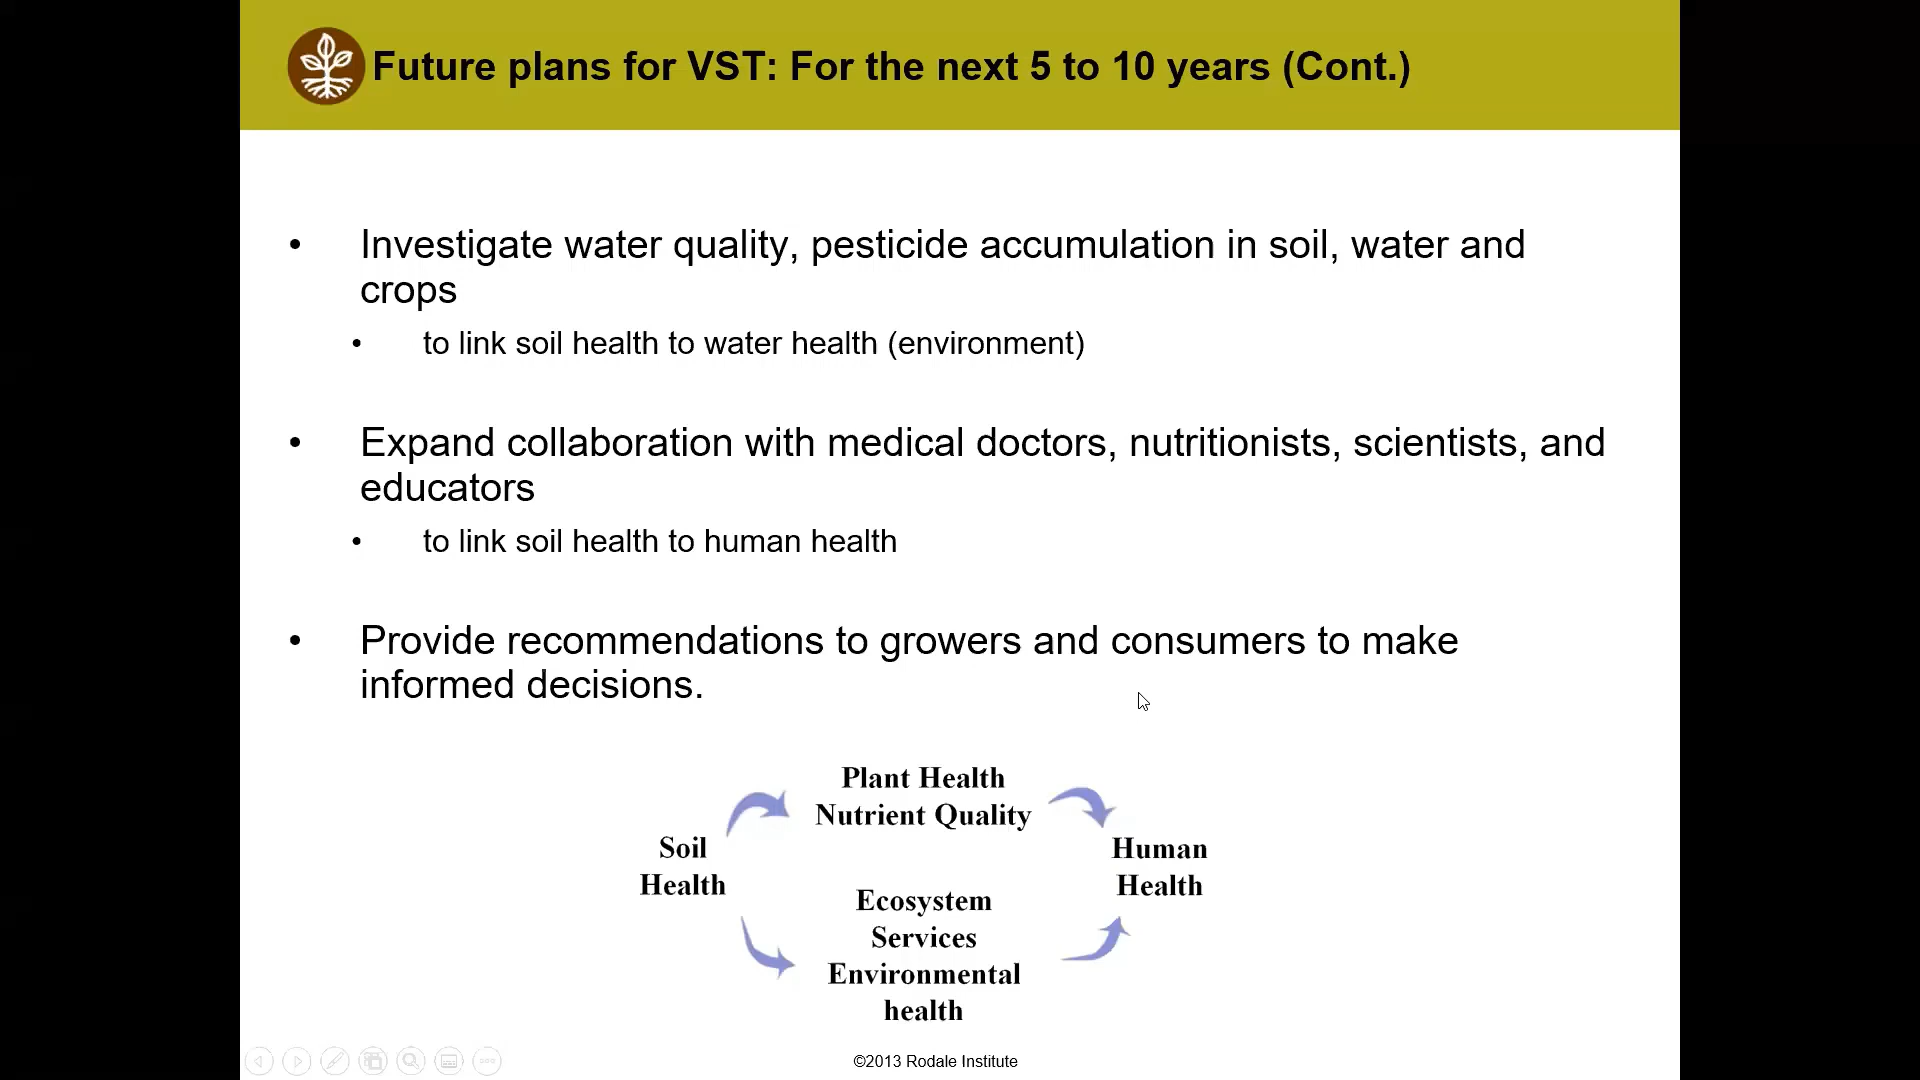 Future plans for VST: For the next 5 to 10 years (Cont.)
• Investigate water quality, pesticide accumulation in soil, water and
crops
• to link soil health to water health (environment)
• Expand collaboration with medical doctors, nutritionists, scientists, and
educators
• to link soil health to human health
• Provide recommendations to growers and consumers to make
informed decisions.
Plant Health
Nutrient Quality
Soil
Health
Human
Health
Ecosystem
Services
Environmental
health
©2013 Rodale Institute